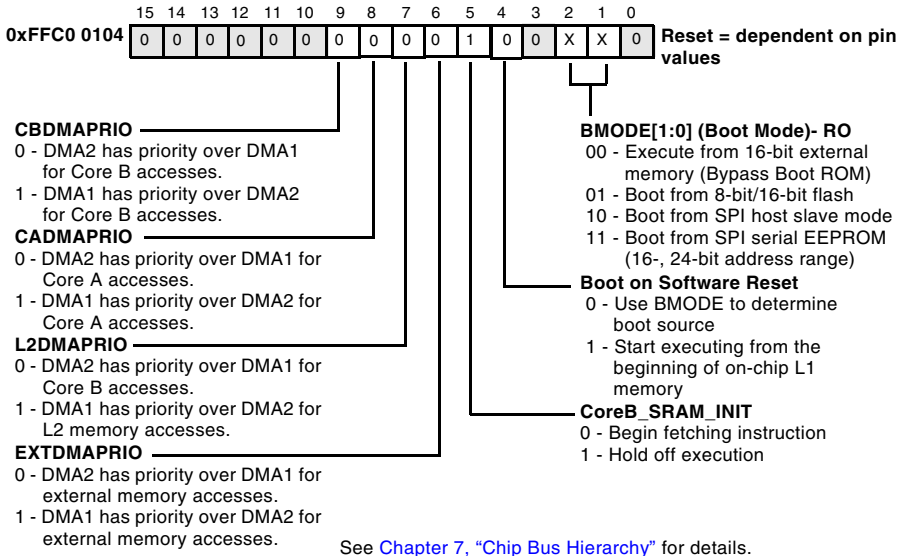 15 14 13 12 11 10 9 8 7 6 5 4 3 2 1 0
0xFFC0 0104 0 0 0 0 0 0 0 0 0 0 1 0 0 X X 0 Reset = dependent on pin
values
CBDMAPRIO
0 - DMA2 has priority over DMA1
for Core B accesses.
1 - DMA1 has priority over DMA2
for Core B accesses.
CADMAPRIO
0 - DMA2 has priority over DMA1 for
Core A accesses.
1 - DMA1 has priority over DMA2 for
Core A accesses.
L2DMAPRIO
0 - DMA2 has priority over DMA1 for
Core B accesses.
1 - DMA1 has priority over DMA2 for
L2 memory accesses.
EXTDMAPRIO
0 - DMA2 has priority over DMA1 for
external memory accesses.
1 - DMA1 has priority over DMA2 for
external memory accesses.
BMODE[1:0] (Boot Mode)- RO
00 - Execute from 16-bit external
memory (Bypass Boot ROM)
01 - Boot from 8-bit/16-bit flash
10 - Boot from SPI host slave mode
11 - Boot from SPI serial EEPROM
(16-, 24-bit address range)
Boot on Software Reset
0 - Use BMODE to determine
boot source
1 - Start executing from the
beginning of on-chip L1
memory
CoreB_SRAM_INIT
0 - Begin fetching instruction
1 - Hold off execution
See Chapter 7, “Chip Bus Hierarchy” for details.